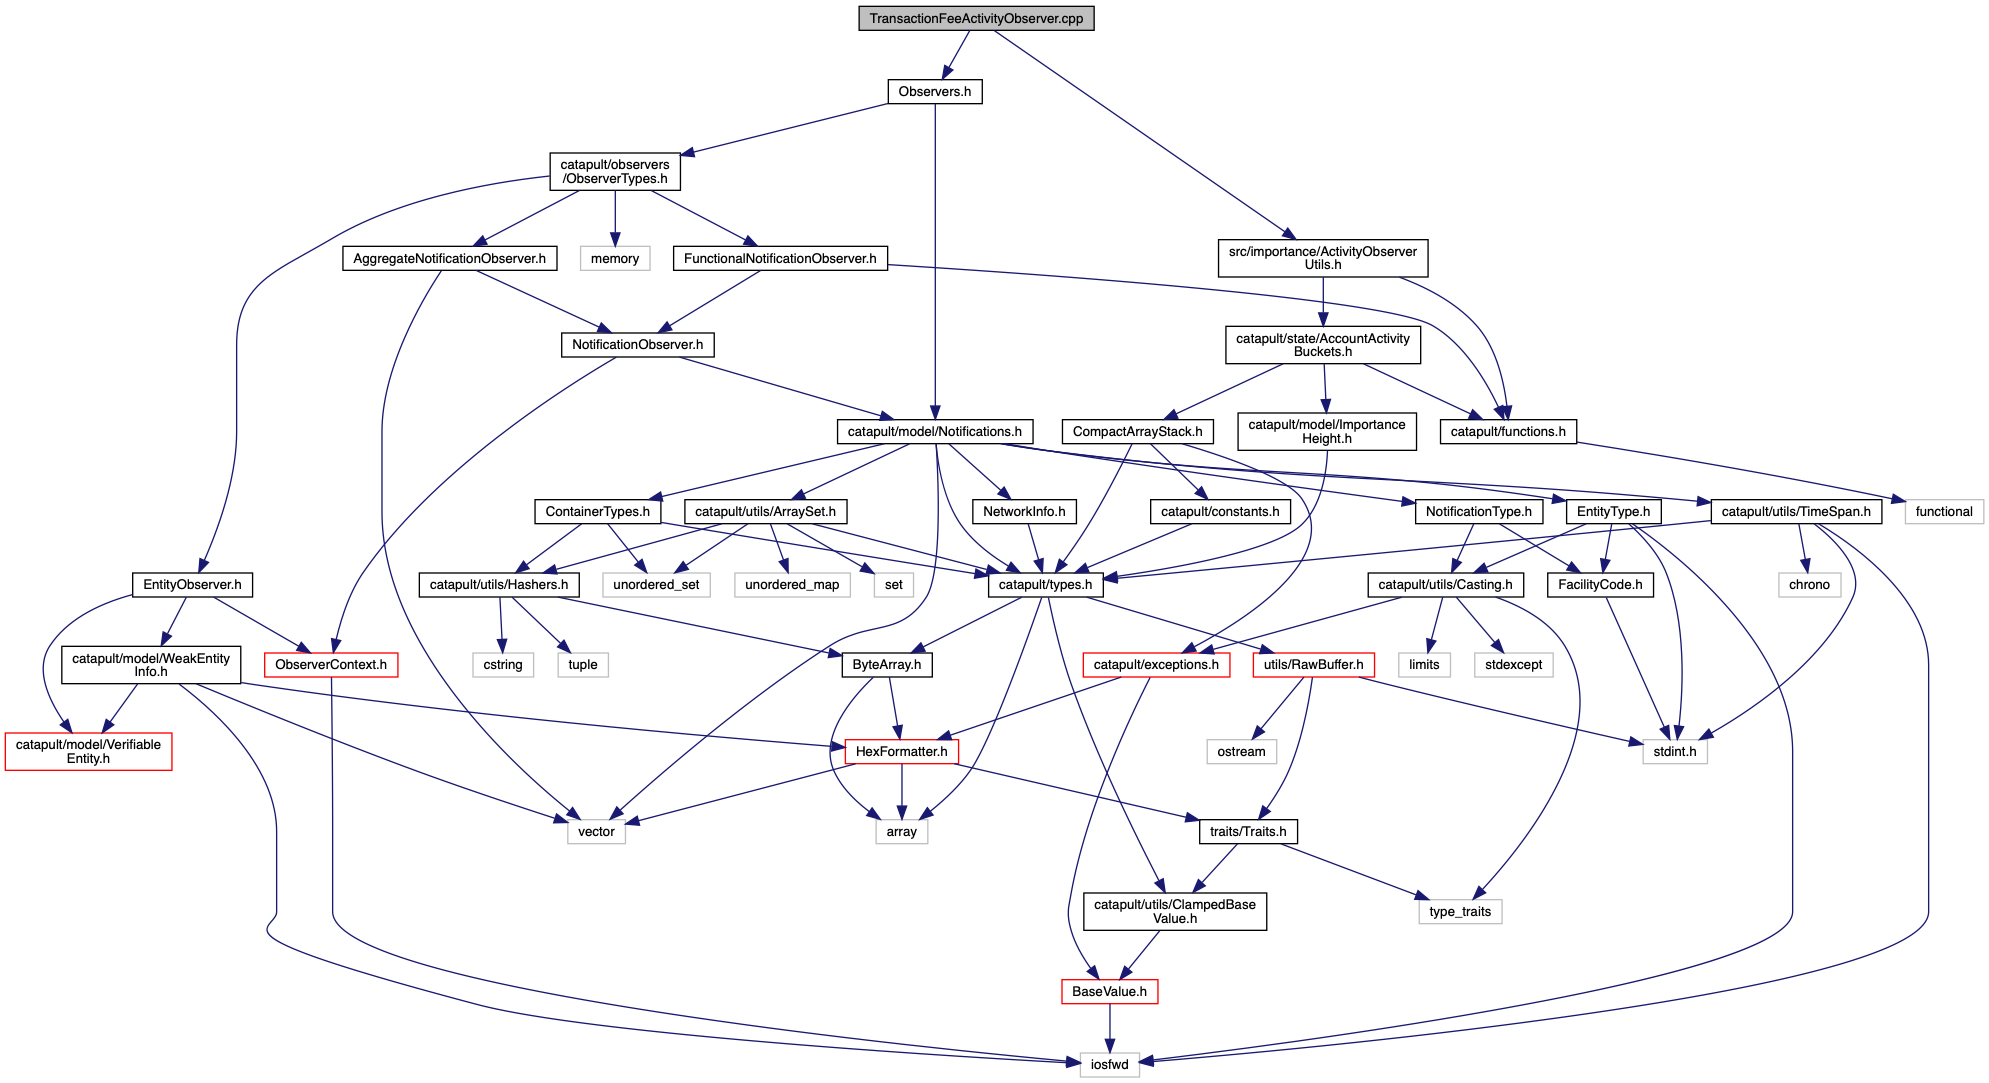 TransactionFeeActivityObserver.cpp
Observers.h
catapult/observers
/ObserverTypes.h
AggregateNotificationObserver.h
memory
FunctionalNotificationObserver.h
src/importance/ActivityObserver
Utils.h
NotificationObserver.h
catapult/state/AccountActivity
Buckets.h
catapult/model/Notifications.h
CompactArrayStack.h
catapult/model/Importance
Height.h
catapult/functions.h
ContainerTypes.h
catapult/utils/ArraySet.h
NetworkInfo.h
catapult/constants.h
NotificationType.h
EntityType.h
catapult/utils/TimeSpan.h
functional
EntityObserver.h
catapult/utils/Hashers.h
unordered_set
unordered_map
set
catapult/types.h
catapult/utils/Casting.h
FacilityCode.h
chrono
catapult/model/WeakEntity
Info.h
ObserverContext.h
cstring
tuple
ByteArray.h
catapult/exceptions.h
utils/RawBuffer.h
limits
stdexcept
catapult/model/Verifiable
Entity.h
HexFormatter.h
ostream
stdint.h
vector
array
traits/Traits.h
catapult/utils/ClampedBase
Value.h
type_traits
BaseValue.h
iosfwd